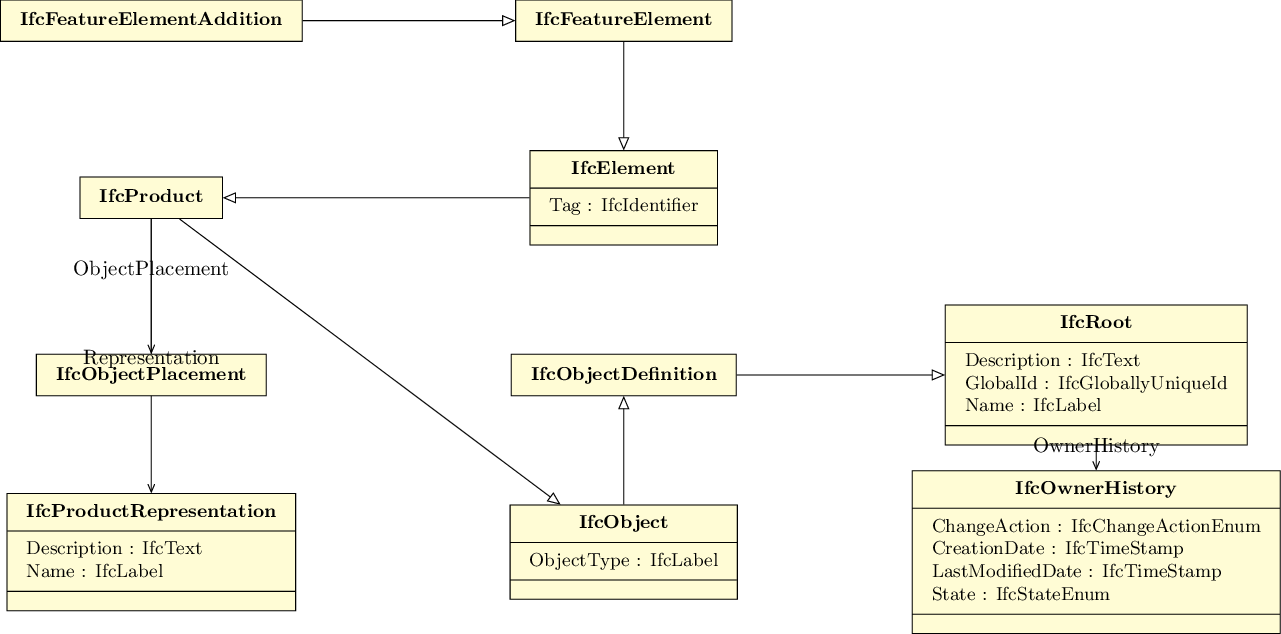 IfcFeatureElementAddition
IfcFeatureElement
IfcElement
Tag : IfcIdentifier
IfcProduct
ObjectPlacement
Representation
IfcObjectPlacement
IfcObjectDefinition
IfcRoot
Description : IfcText
GlobalId : IfcGloballyUniqueId
Name : IfcLabel
OwnerHistory
IfcOwnerHistory
ChangeAction : IfcChangeActionEnum
CreationDate : IfcTimeStamp
LastModifiedDate : IfcTimeStamp
State : IfcStateEnum
IfcProductRepresentation
Description : IfcText
Name : IfcLabel
IfcObject
ObjectType : IfcLabel